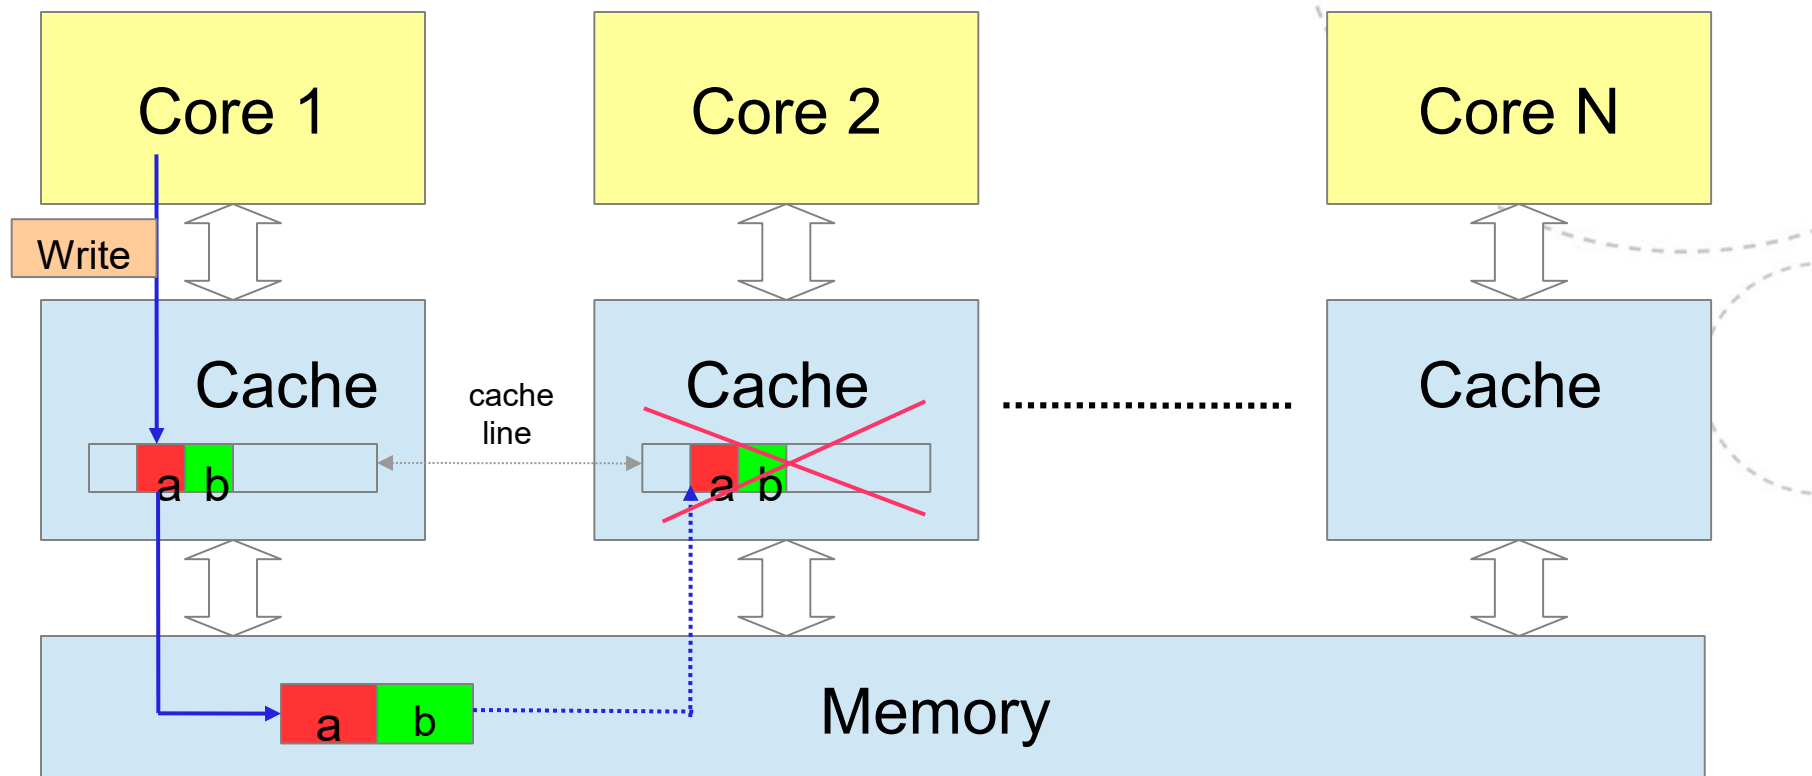 Core 1
Core 2
Core N
Write
Cache
cache
line
Cache
Cache
a b
a b
a b
Memory